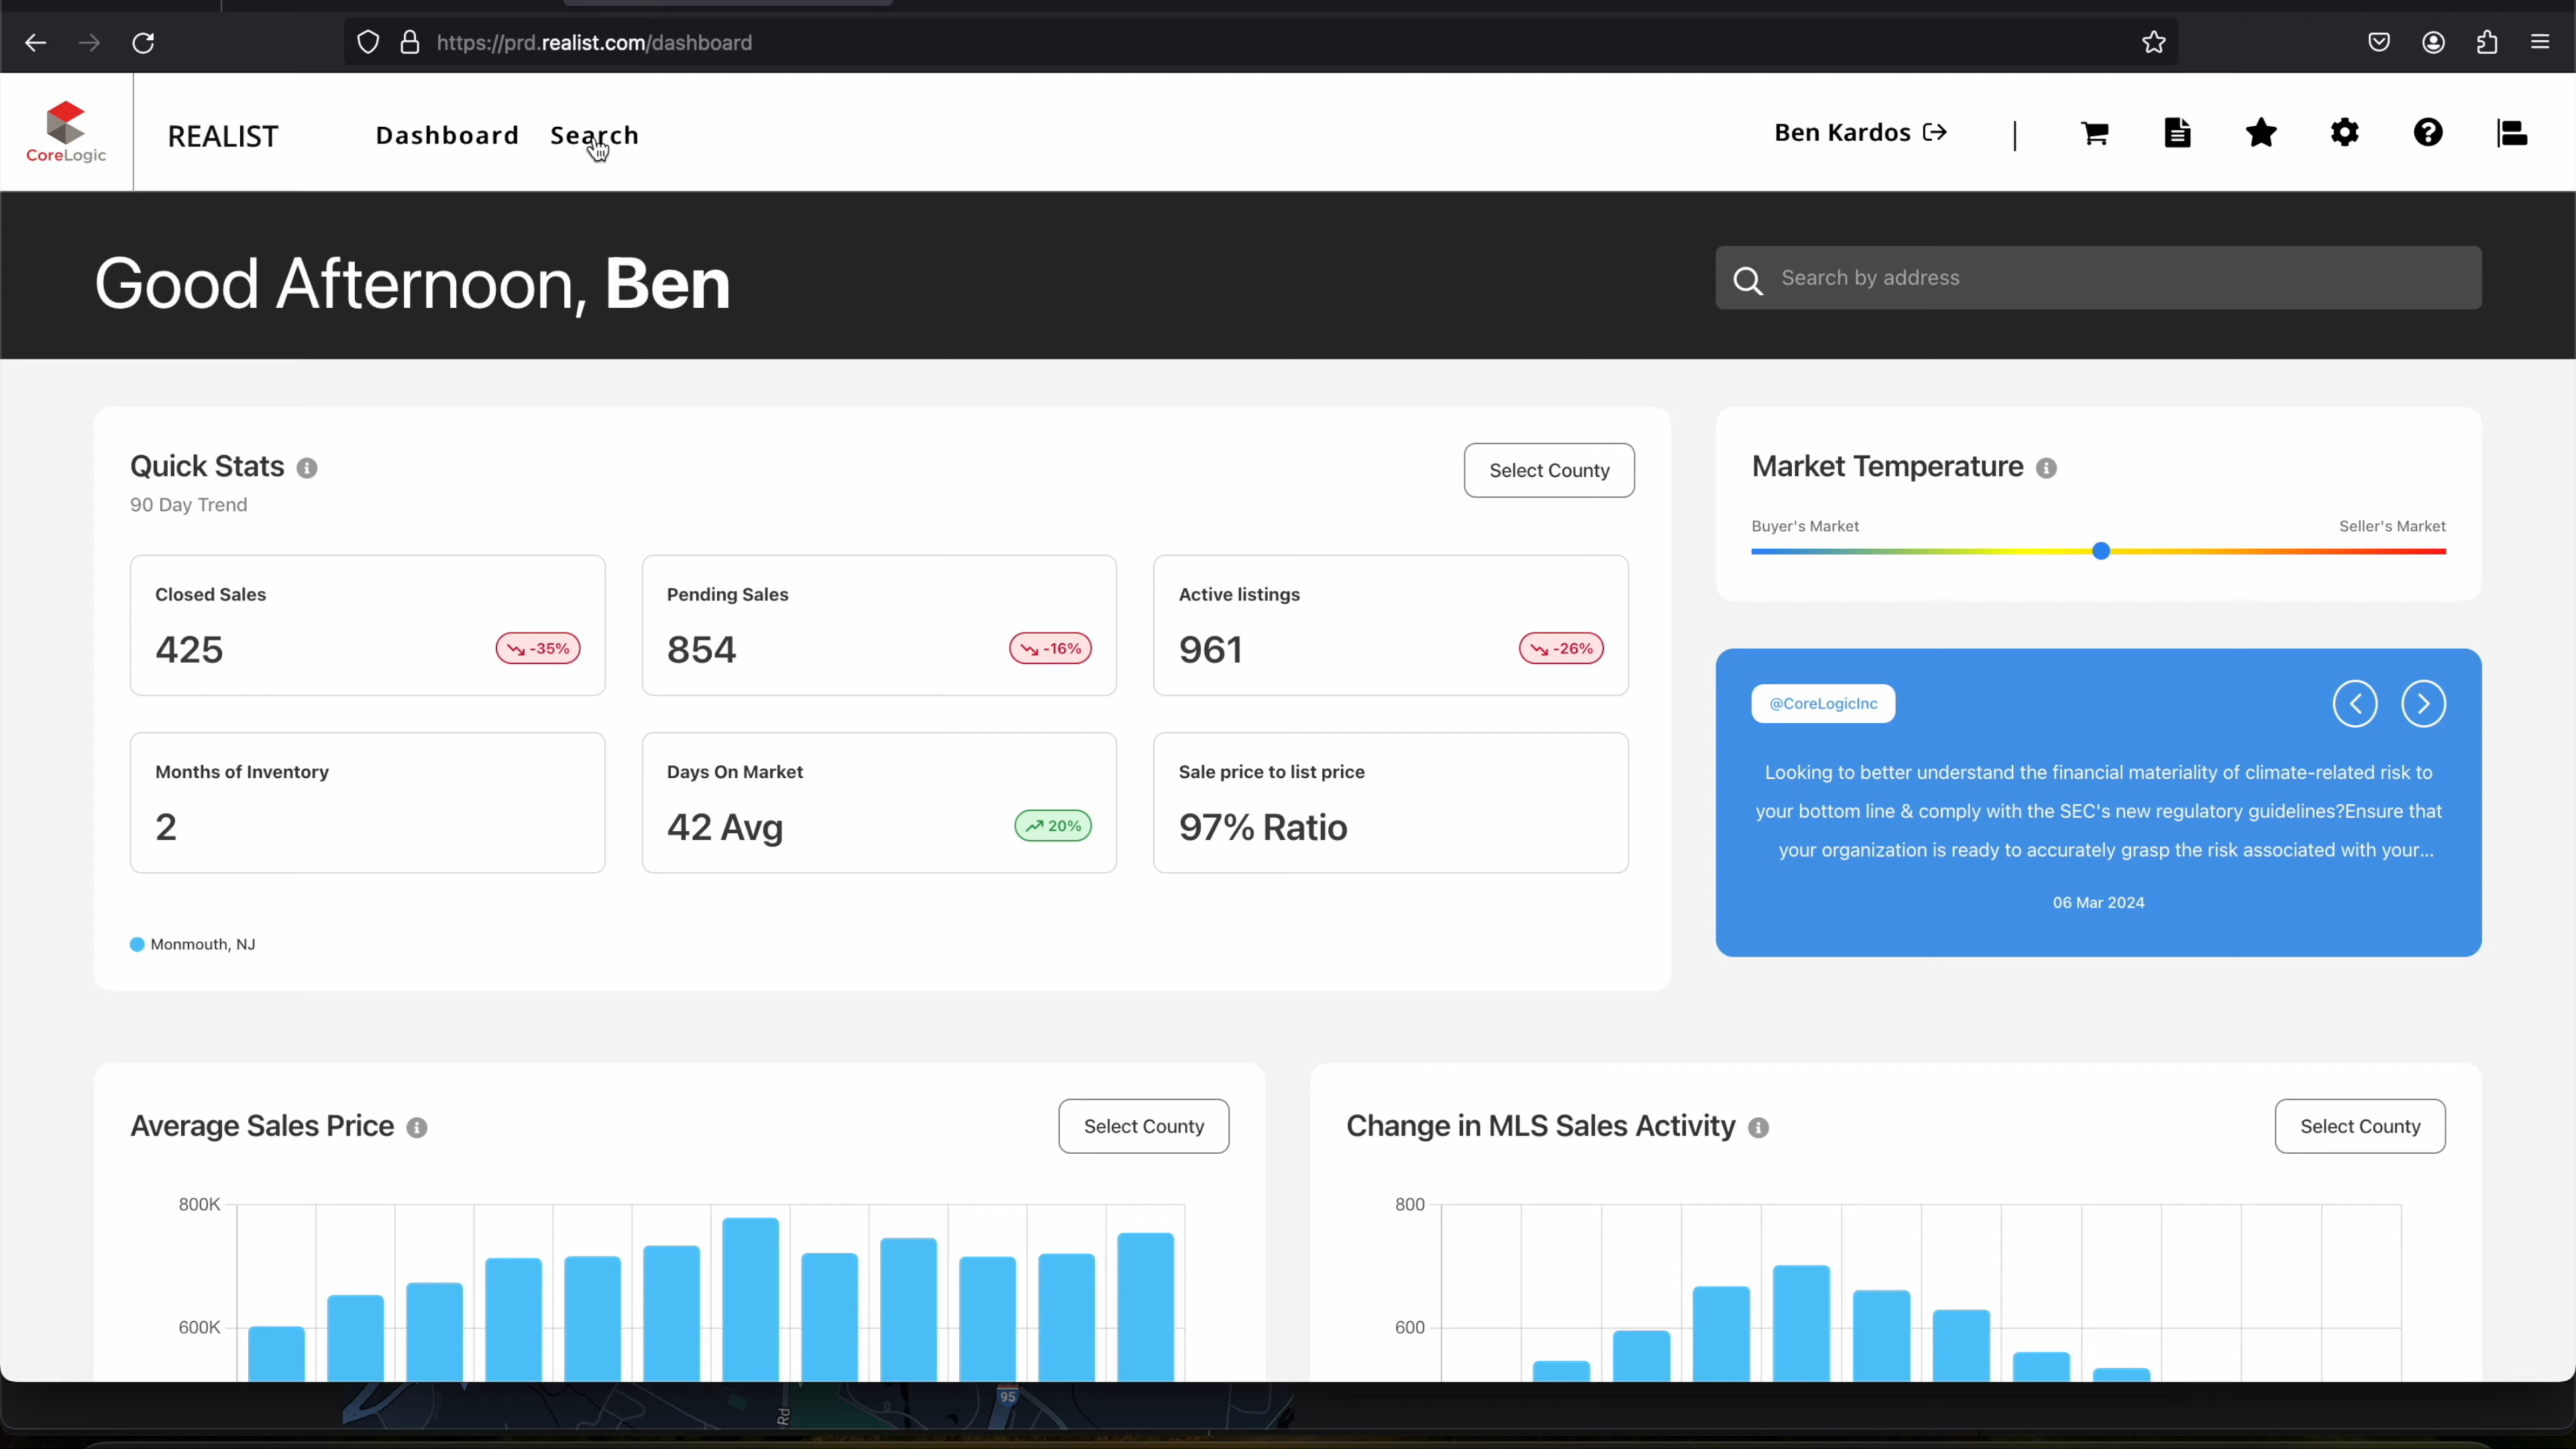 https://prd.realist.com/dashboard
CoreLogic
REALIST
Dashboard
Search
Ben Kardos
Good Afternoon, Ben
Search by address
Quick Stats
90 Day Trend
Select County
Closed Sales
425
-35%
Pending Sales
854
-16%
Active listings
961
-26%
Months of Inventory
2
Days On Market
42 Avg
20%
Sale price to list price
97% Ratio
Monmouth, NJ
Market Temperature
Buyer's Market
Seller's Market
@CoreLogicInc
Looking to better understand the financial materiality of climate-related risk to
your bottom line & comply with the SEC's new regulatory guidelines?Ensure that
your organization is ready to accurately grasp the risk associated with your...
06 Mar 2024
Average Sales Price
Select County
800K
600K
Change in MLS Sales Activity
Select County
800
600
Rd
95